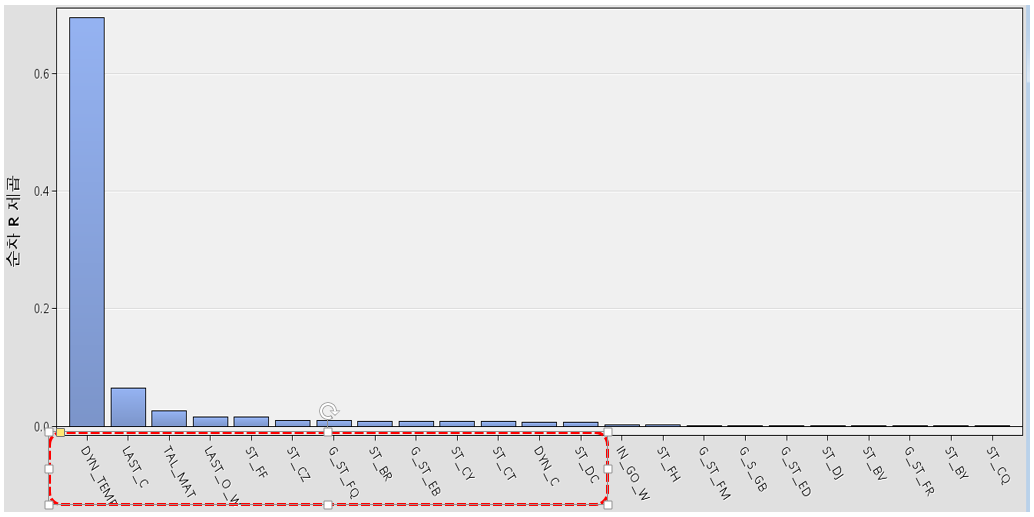 순차 R 제곱
0.6
0.4
0.2
0.0
DYN_TEMP
LAST_C
TAL_MAT
LAST_O_W
ST_FF
ST_CZ
G_ST_FQ
ST_BR
G_ST_EB
ST_CY
ST_CT
DYN_C
ST_DC
IN_GO_W
ST_FH
G_ST_FM
G_S_GB
G_ST_ED
ST_DJ
ST_BV
G_ST_FR
ST_BY
ST_CQ